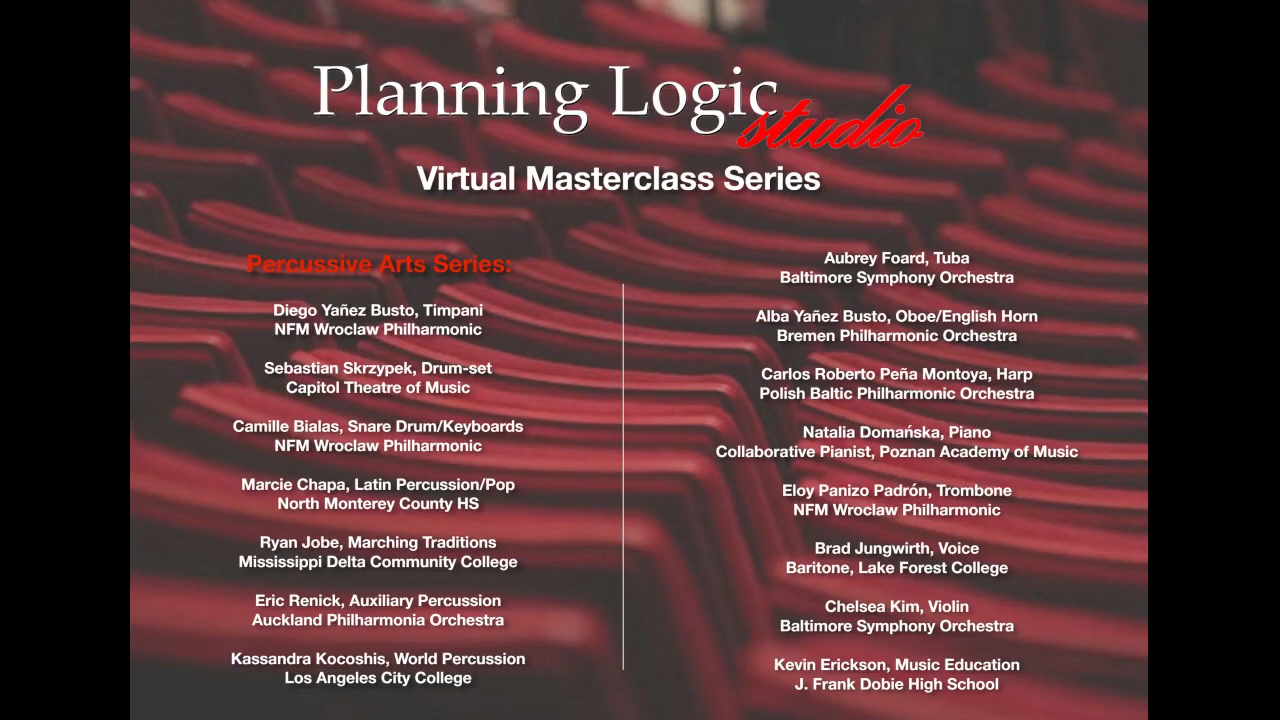 Planning Logic
studio
Virtual Masterclass Series
Percussive Arts Series:
Diego Yañez Busto, Timpani
NFM Wroclaw Philharmonic
Sebastian Skrzypek, Drum-set
Capitol Theatre of Music
Camille Bialas, Snare Drum/Keyboards
NFM Wroclaw Philharmonic
Marcie Chapa, Latin Percussion/Pop
North Monterey County HS
Ryan Jobe, Marching Traditions
Mississippi Delta Community College
Eric Renick, Auxiliary Percussion
Auckland Philharmonia Orchestra
Kassandra Kocoshis, World Percussion
Los Angeles City College
Aubrey Foard, Tuba
Baltimore Symphony Orchestra
Alba Yañez Busto, Oboe/English Horn
Bremen Philharmonic Orchestra
Carlos Roberto Peña Montoya, Harp
Polish Baltic Philharmonic Orchestra
Natalia Domańska, Piano
Collaborative Pianist, Poznan Academy of Music
Eloy Panizo Padrón, Trombone
NFM Wroclaw Philharmonic
Brad Jungwirth, Voice
Baritone, Lake Forest College
Chelsea Kim, Violin
Baltimore Symphony Orchestra
Kevin Erickson, Music Education
J. Frank Dobie High School